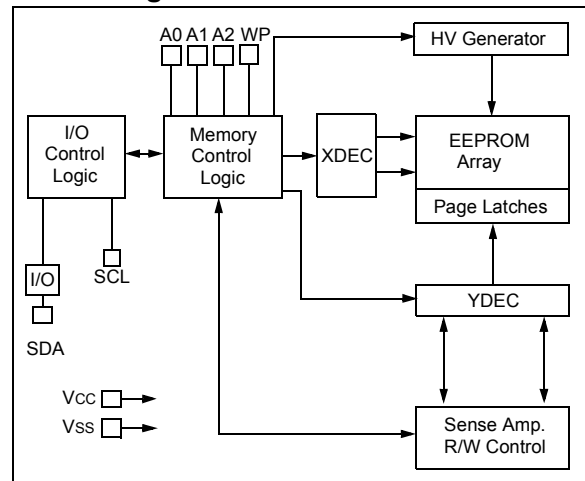 A0 A1 A2 WP
HV Generator
I/O
Control
Logic
Memory
Control
Logic
XDEC
EEPROM
Array
Page Latches
I/O
SCL
SDA
YDEC
VCC
VSS
Sense Amp.
R/W Control